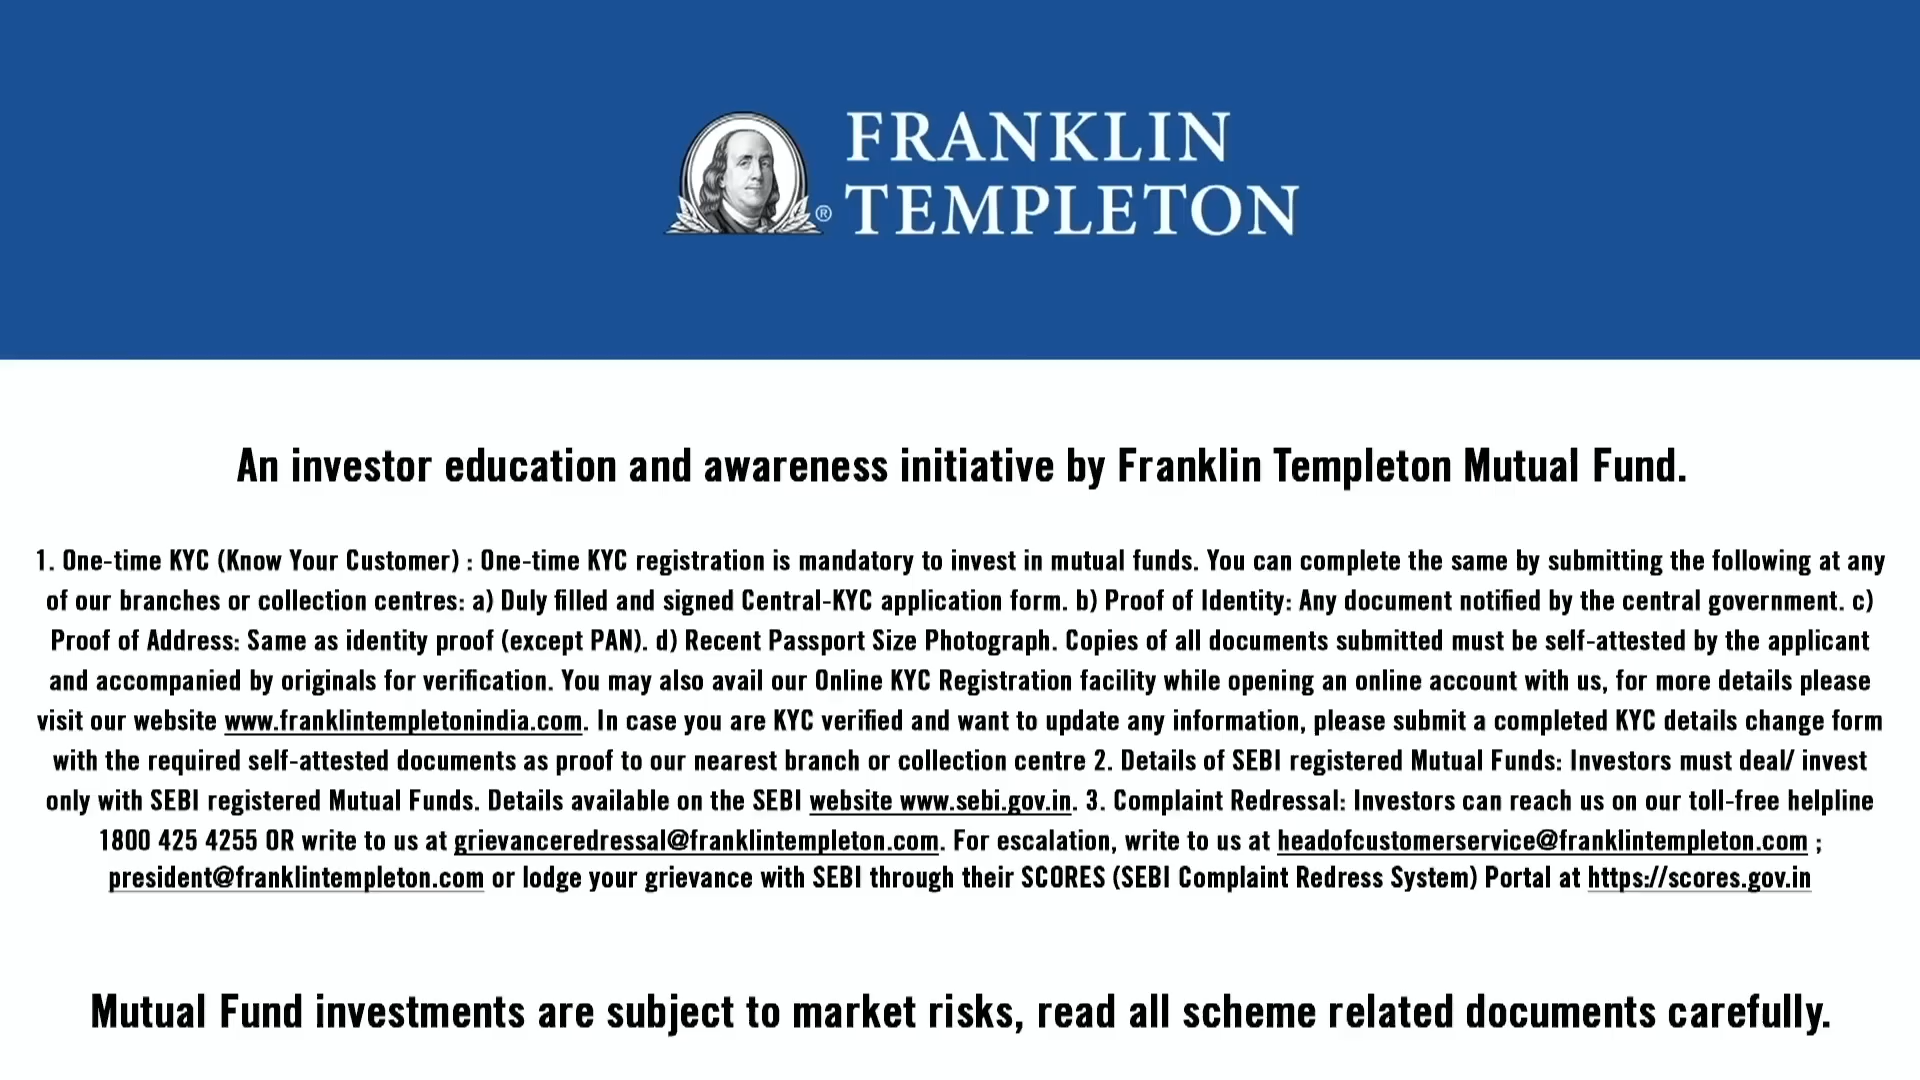 FRANKLIN
TEMPLETON
®
An investor education and awareness initiative by Franklin Templeton Mutual Fund.
1. One-time KYC (Know Your Customer) : One-time KYC registration is mandatory to invest in mutual funds. You can complete the same by submitting the following at any
of our branches or collection centres: a) Duly filled and signed Central-KYC application form. b) Proof of Identity: Any document notified by the central government. c)
Proof of Address: Same as identity proof (except PAN). d) Recent Passport Size Photograph. Copies of all documents submitted must be self-attested by the applicant
and accompanied by originals for verification. You may also avail our Online KYC Registration facility while opening an online account with us, for more details please
visit our website www.franklintempletonindia.com. In case you are KYC verified and want to update any information, please submit a completed KYC details change form
with the required self-attested documents as proof to our nearest branch or collection centre 2. Details of SEBI registered Mutual Funds: Investors must deal/ invest
only with SEBI registered Mutual Funds. Details available on the SEBI website www.sebi.gov.in. 3. Complaint Redressal: Investors can reach us on our toll-free helpline
1800 425 4255 OR write to us at grievanceredressal@franklintempleton.com. For escalation, write to us at headofcustomerservice@franklintempleton.com ;
president@franklintempleton.com or lodge your grievance with SEBI through their SCORES (SEBI Complaint Redress System) Portal at https://scores.gov.in
Mutual Fund investments are subject to market risks, read all scheme related documents carefully.